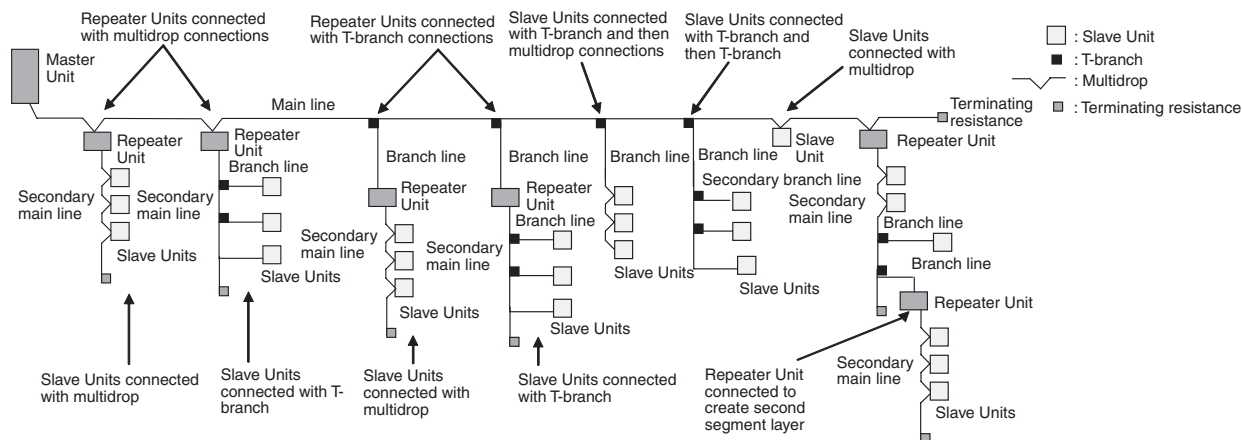 Repeater Units connected
with multidrop connections
Repeater Units connected
with T-branch connections
Slave Units connected
with T-branch and then
multidrop connections
Slave Units connected
with T-branch and
then T-branch
Slave Units
connected with
multidrop
: Slave Unit
: T-branch
: Multidrop
: Terminating resistance
Master
Unit
Main line
Terminating
resistance
Repeater
Unit
Repeater
Unit
Branch line
Branch line
Branch line
Branch line
Branch line
Slave
Unit
Repeater Unit
Secondary
main line
Secondary
main line
Slave Units
Slave Units
Repeater
Unit
Secondary
main line
Slave Units
Repeater
Unit
Branch line
Secondary
main line
Slave Units
Slave Units
Secondary branch line
Slave Units
Secondary
main line
Branch line
Branch line
Repeater Unit
Secondary
main line
Slave Units
Slave Units connected
with multidrop
Slave Units
connected with T-
branch
Slave Units
connected with
multidrop
Slave Units connected
with T-branch
Repeater Unit
connected to
create second
segment layer